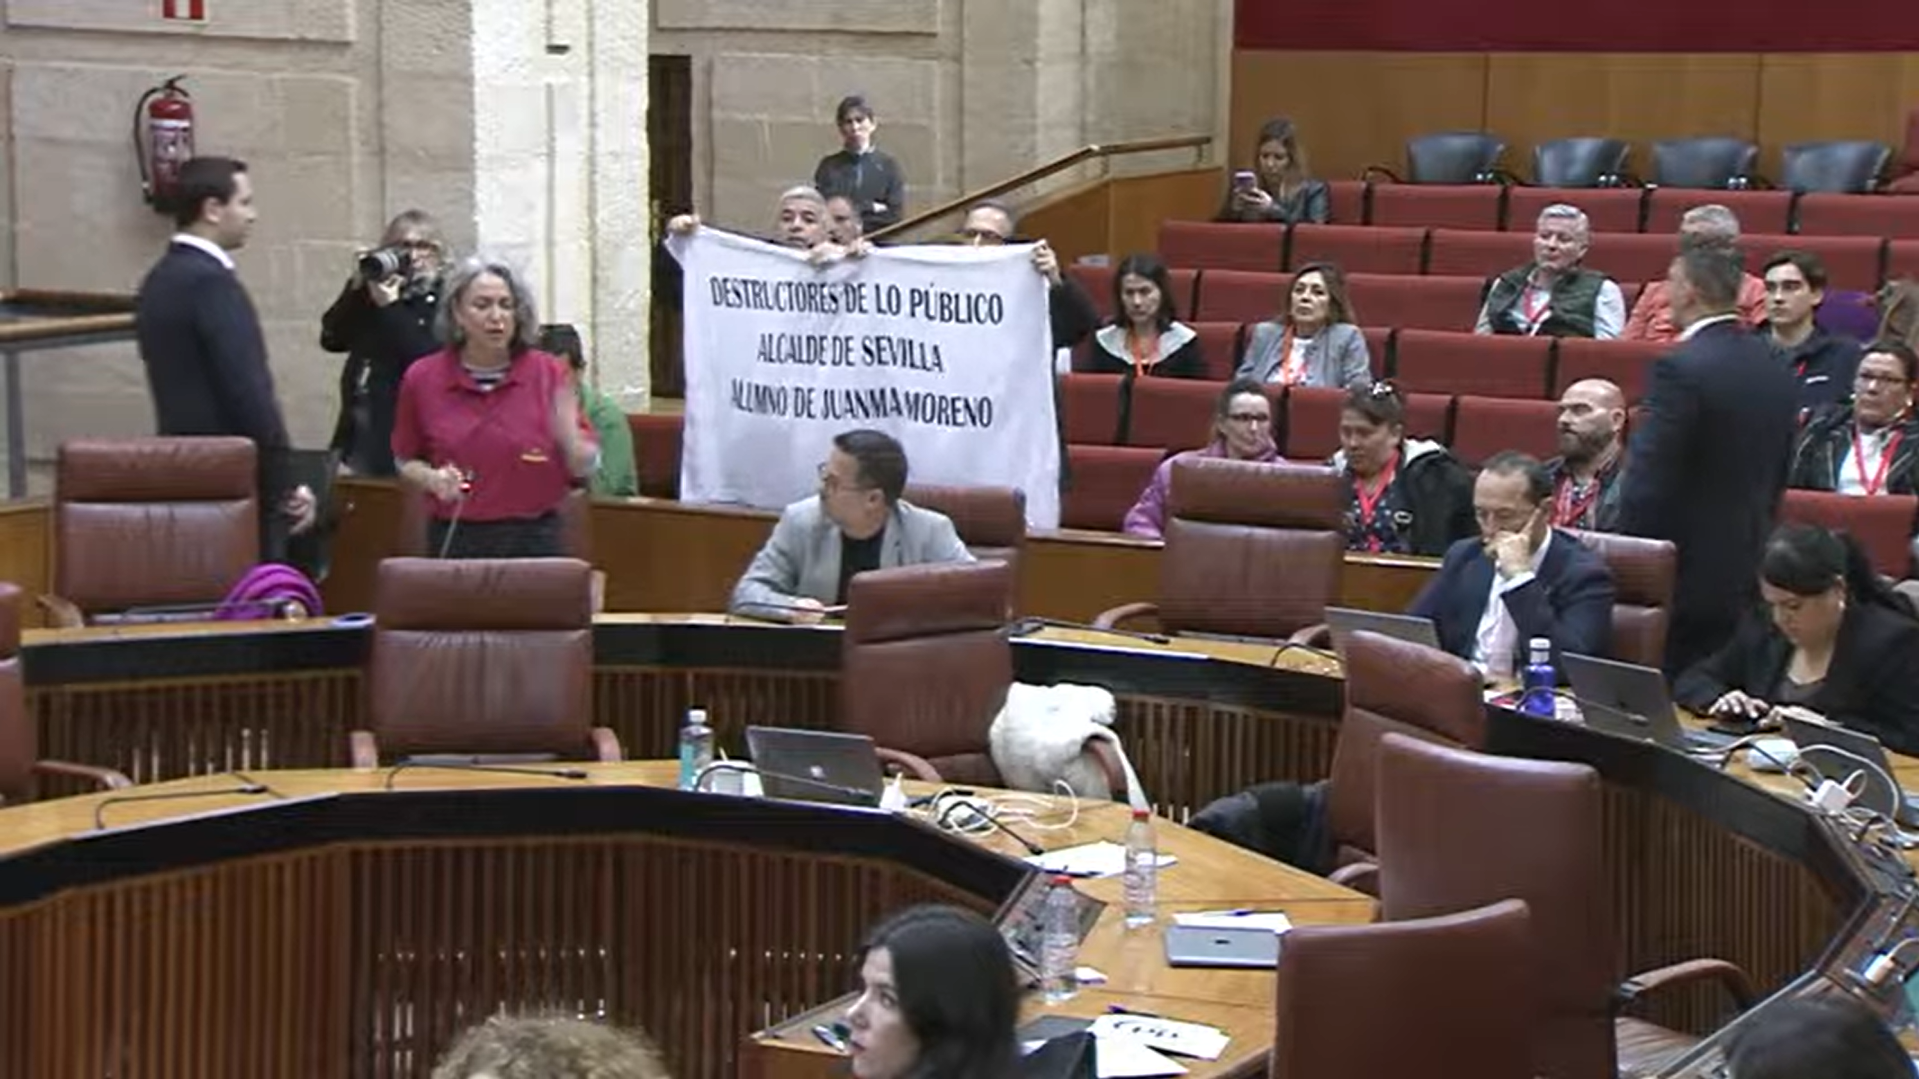 DESTRUCTORES DE LO PÚBLICO
ALCALDE DE SEVILLA
ALUMNO DE JUANMA MORENO